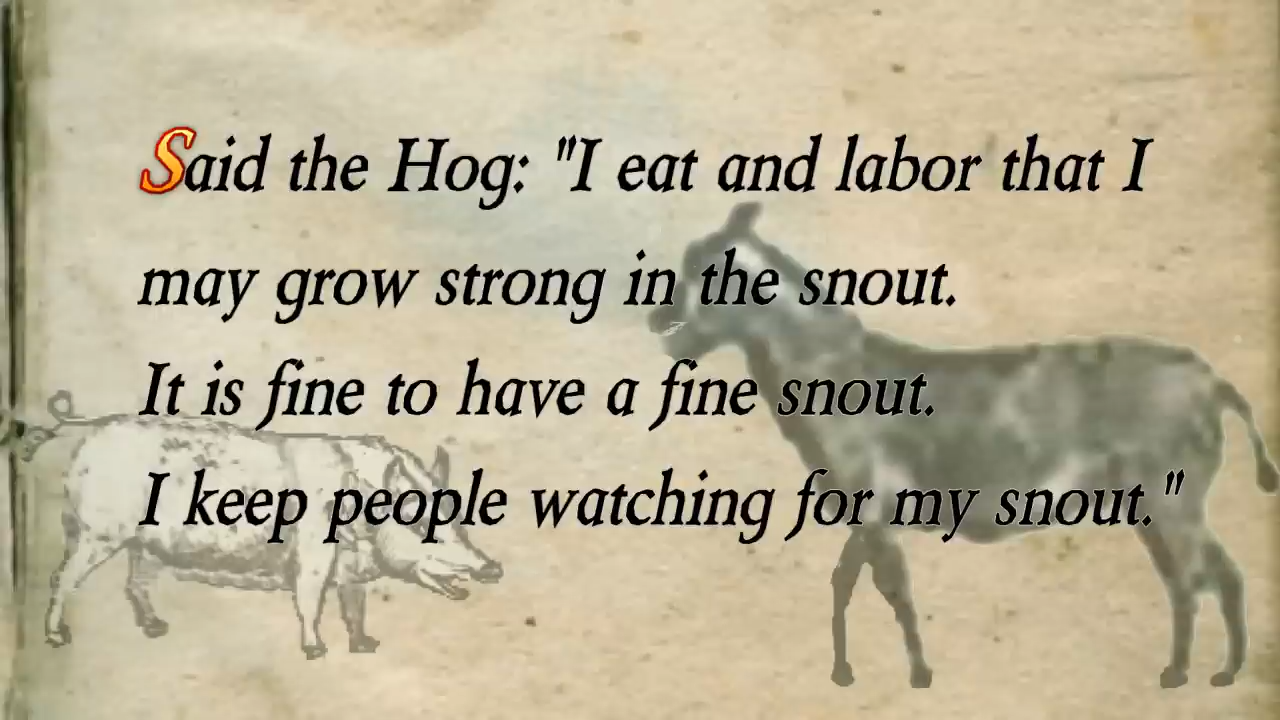 Said the Hog: "I eat and labor that I
may grow strong in the snout.
It is fine to have a fine snout.
I keep people watching for my snout."